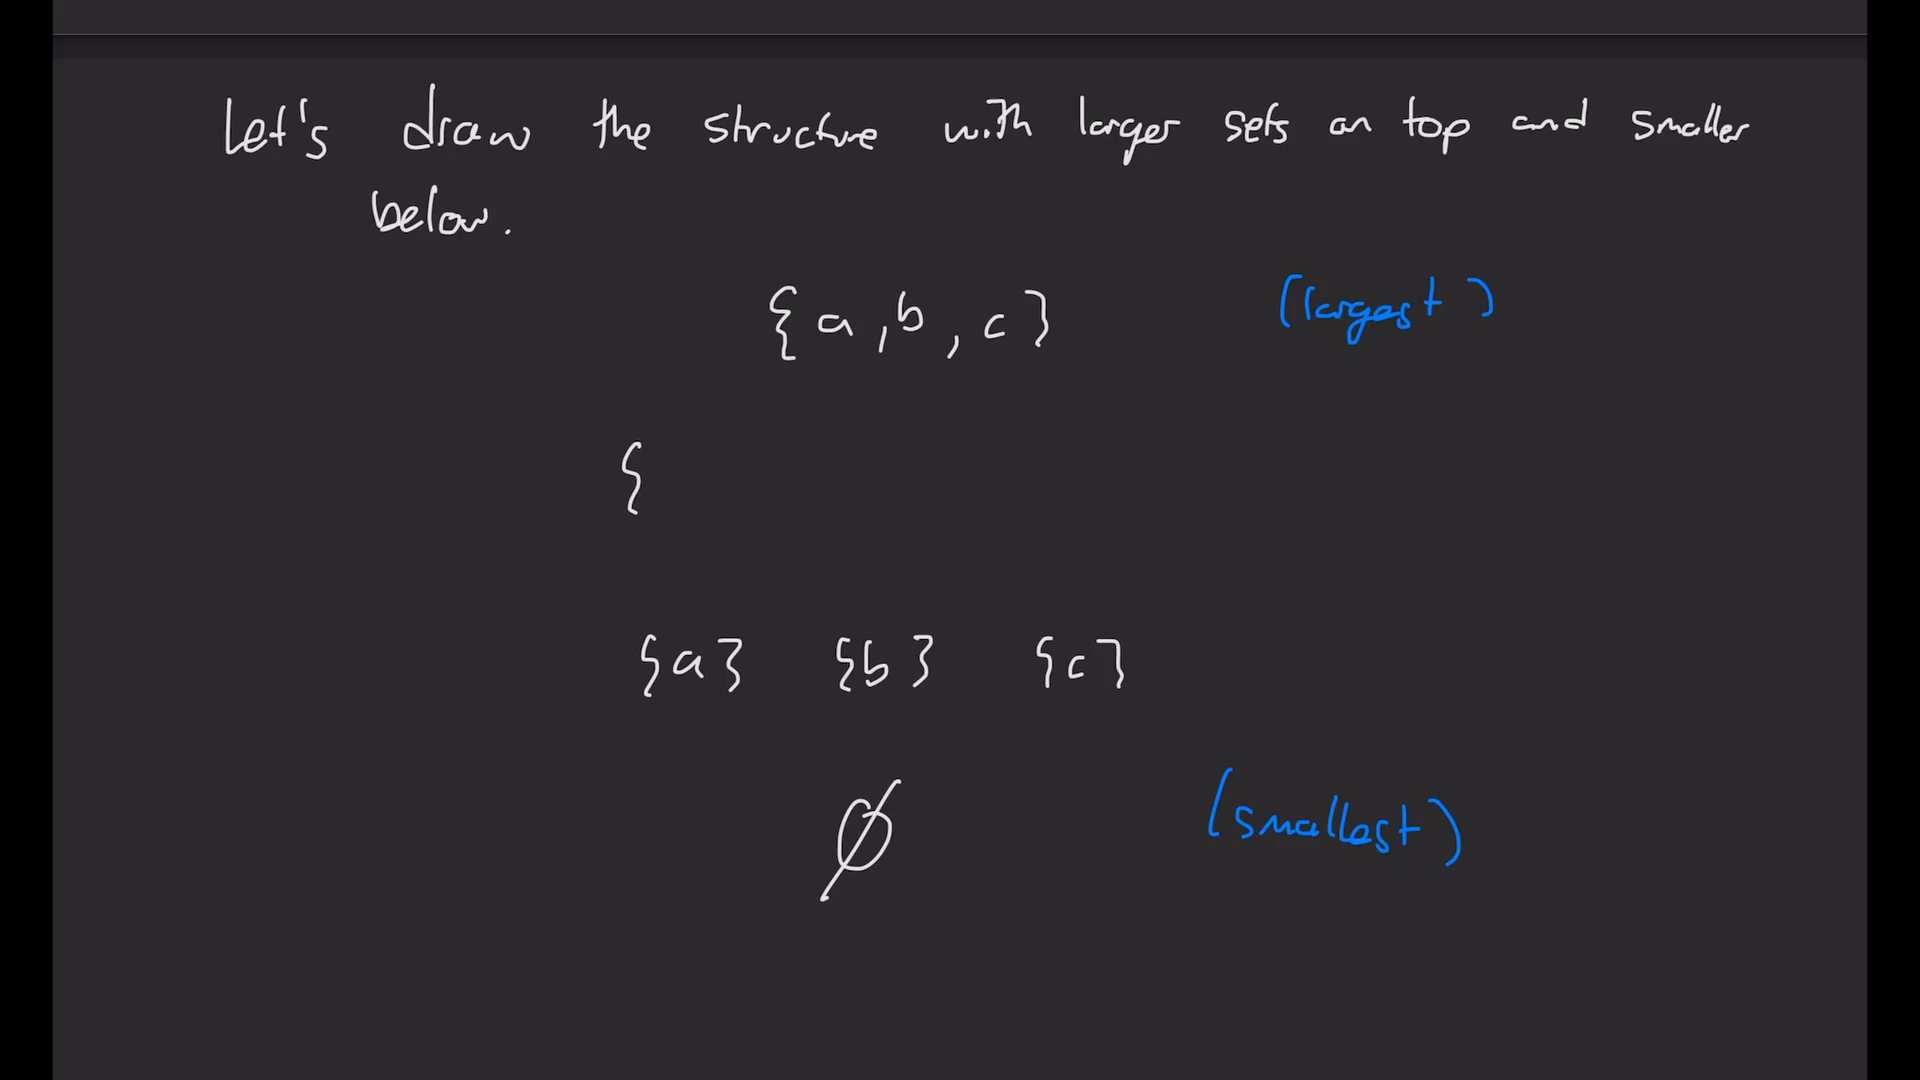 Let's draw the structure with larger sets on top and smaller
below.
{a, b, c} (largest)
{
{a} {b} {c}
∅ (smallest)